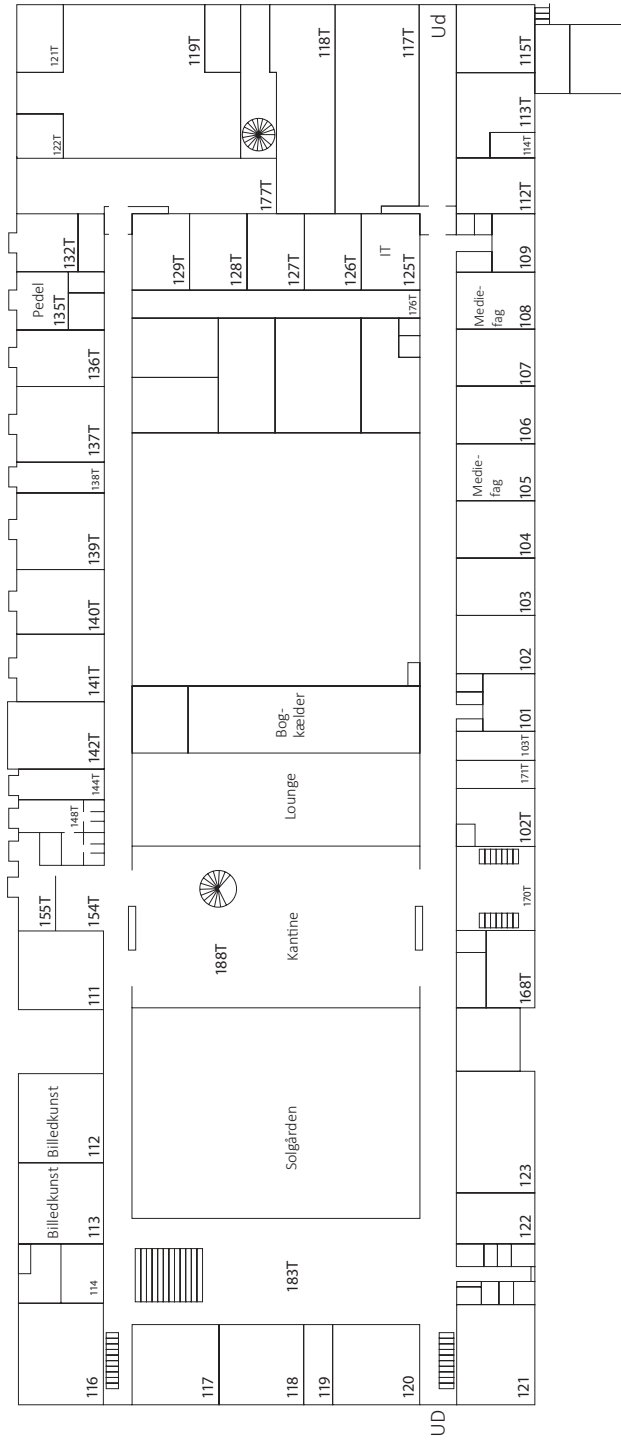 116
114
Billedkunst
113
Billedkunst
112
111
155T
154T
148T
144T
142T
141T
140T
139T
138T
137T
136T
Pedel
135T
132T
122T
121T
119T
177T
118T
117T
Ud
117
118
119
120
UD
183T
Solgården
188T
Kantine
Lounge
Bog-
kælder
129T
128T
127T
126T
IT
125T
176T
121
122
123
168T
170T
102T
171T
103T
101
102
103
104
Medie-
fag
105
106
107
Medie-
fag
108
109
112T
114T
113T
115T